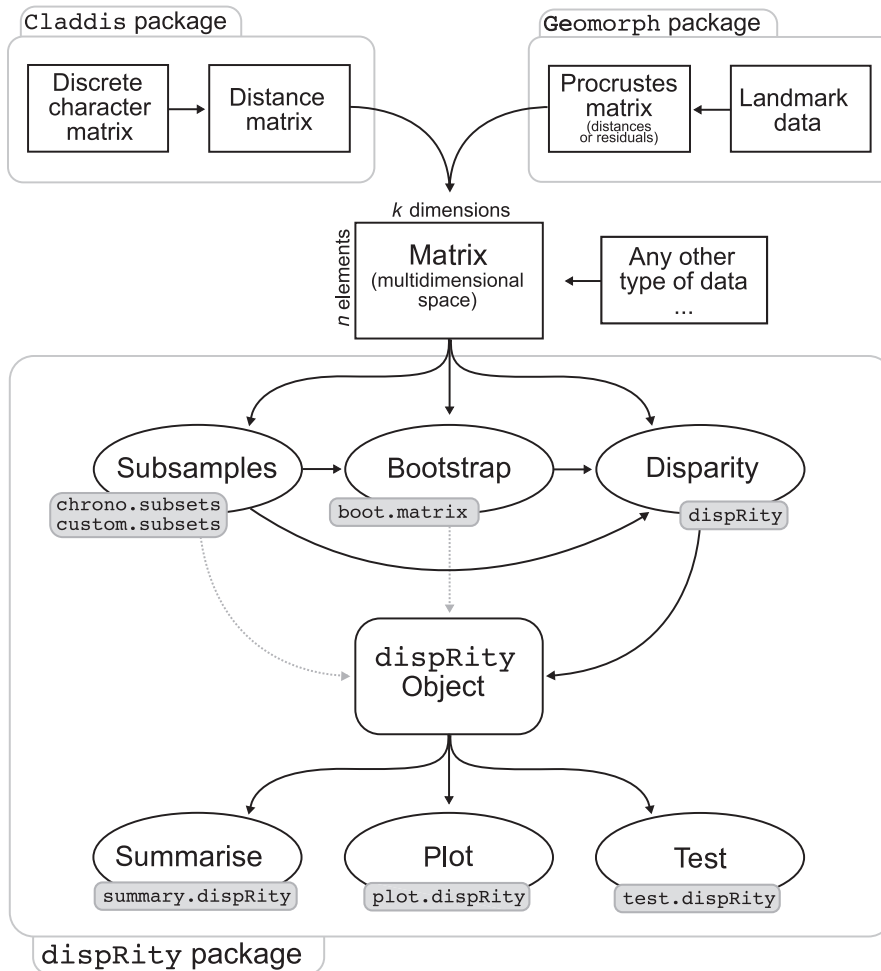 Claddis package
Geomorph package
Discrete
character
matrix
Distance
matrix
Procrustes
matrix
(distances
or residuals)
Landmark
data
k dimensions
n elements
Matrix
(multidimensional
space)
Any other
type of data
...
Subsamples
chrono.subsets
custom.subsets
Bootstrap
boot.matrix
Disparity
dispRity
dispRity
Object
Summarise
summary.dispRity
Plot
plot.dispRity
Test
test.dispRity
dispRity package